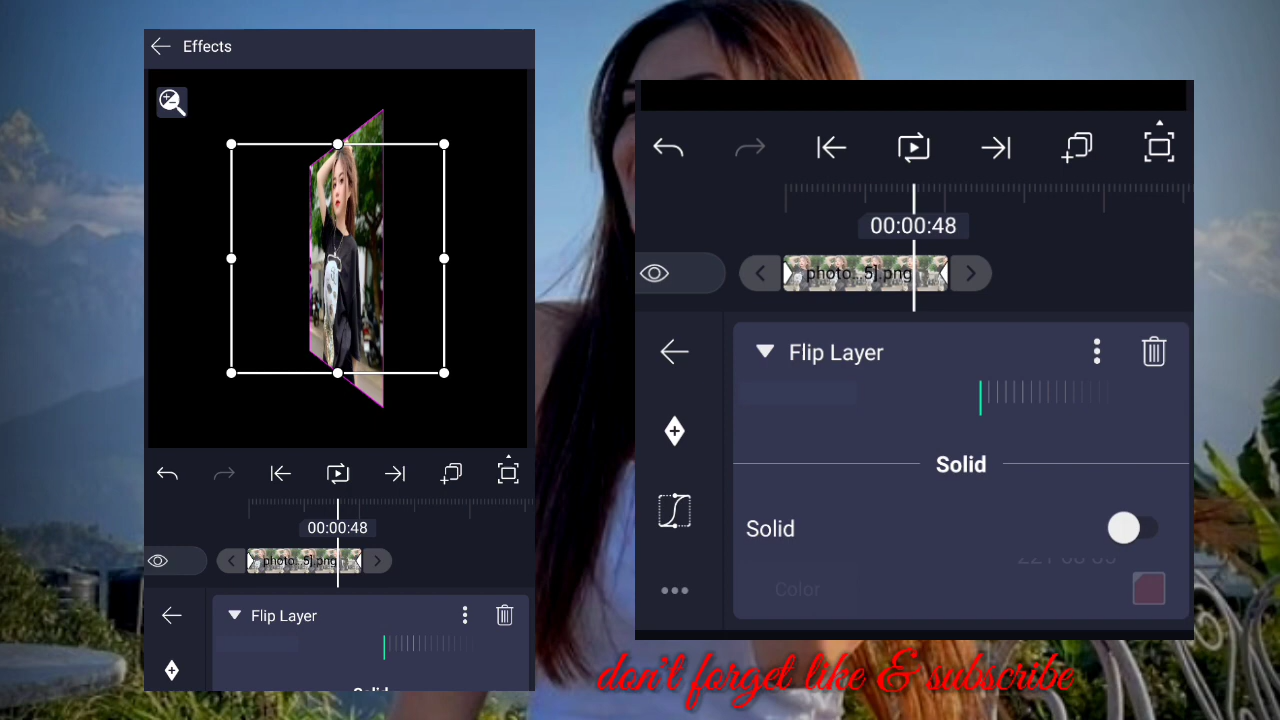 Effects
00:00:48
photo...5].png
Flip Layer
00:00:48
photo...5].png
Flip Layer
Solid
Solid
Color
don't forget like & subscribe